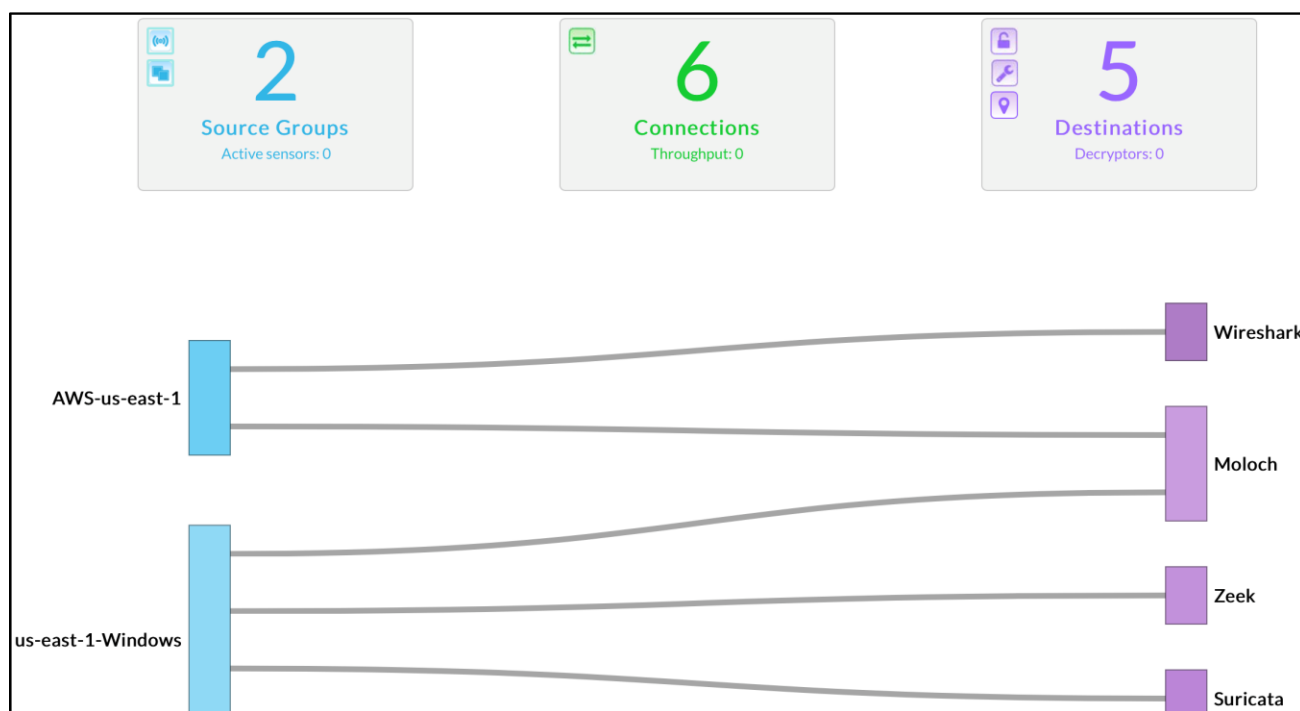 2
Source Groups
Active sensors: 0
6
Connections
Throughput: 0
5
Destinations
Decryptors: 0
Wireshark
AWS-us-east-1
Moloch
Zeek
us-east-1-Windows
Suricata